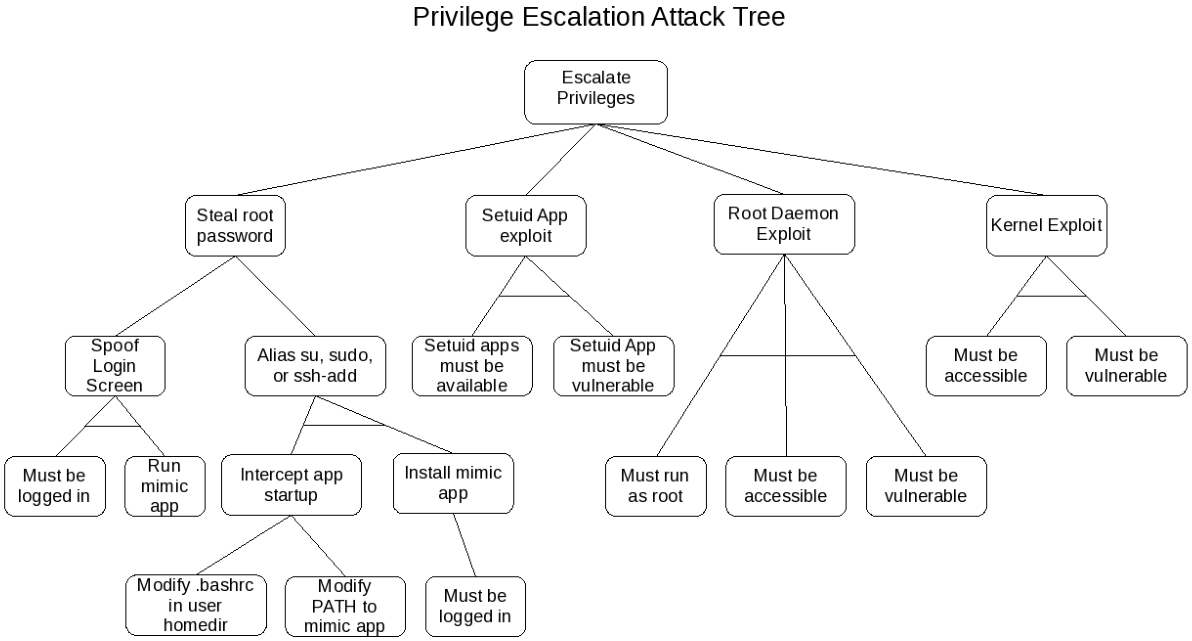 Privilege Escalation Attack Tree
Escalate
Privileges
Steal root
password
Setuid App
exploit
Root Daemon
Exploit
Kernel Exploit
Spoof
Login
Screen
Alias su, sudo,
or ssh-add
Setuid apps
must be
available
Setuid App
must be
vulnerable
Must be
accessible
Must be
vulnerable
Must be
logged in
Run
mimic
app
Intercept app
startup
Install mimic
app
Must run
as root
Must be
accessible
Must be
vulnerable
Modify .bashrc
in user
homedir
Modify
PATH to
mimic app
Must be
logged in